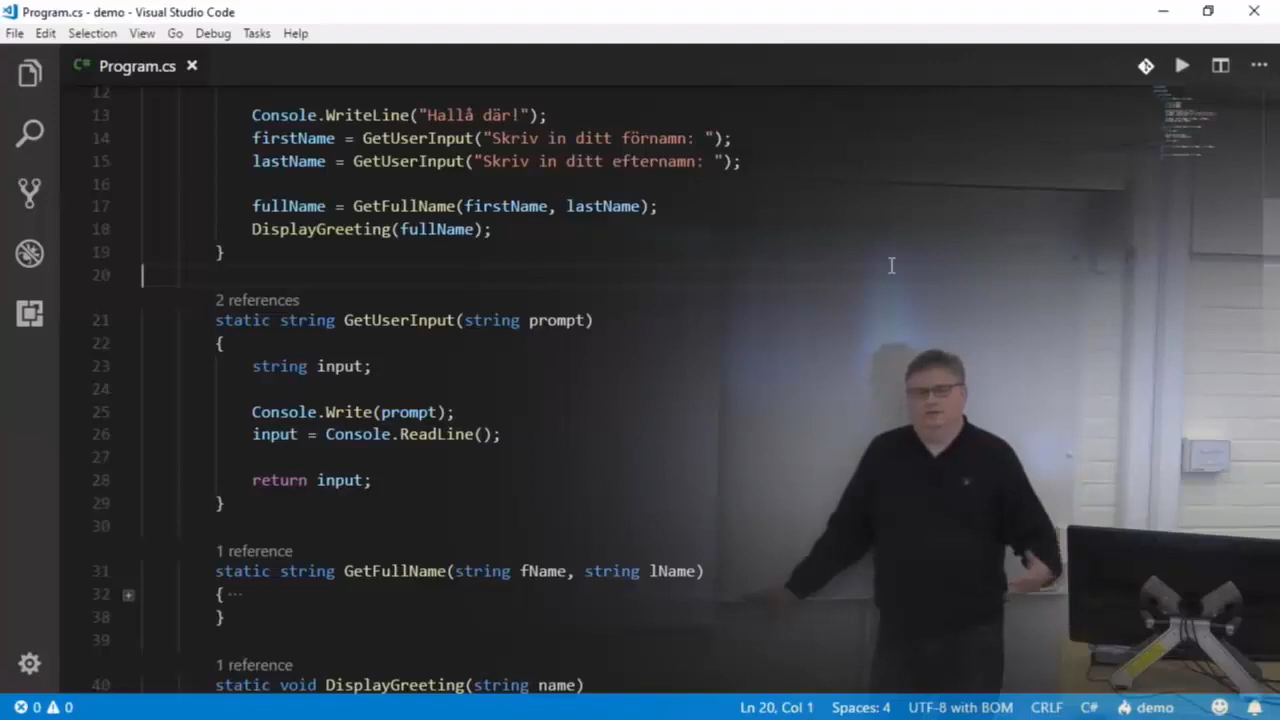 Program.cs - demo - Visual Studio Code
File Edit Selection View Go Debug Tasks Help
C# Program.cs
12
13 Console.WriteLine("Hallå där!");
14 firstName = GetUserInput("Skriv in ditt förnamn: ");
15 lastName = GetUserInput("Skriv in ditt efternamn: ");
16
17 fullName = GetFullName(firstName, lastName);
18 DisplayGreeting(fullName);
19 }
20
2 references
21 static string GetUserInput(string prompt)
22 {
23 string input;
24
25 Console.Write(prompt);
26 input = Console.ReadLine();
27
28 return input;
29 }
30
1 reference
31 static string GetFullName(string fName, string lName)
32 {...
38 }
39
1 reference
40 static void DisplayGreeting(string name)
0 0 Ln 20, Col 1 Spaces: 4 UTF-8 with BOM CRLF C# demo